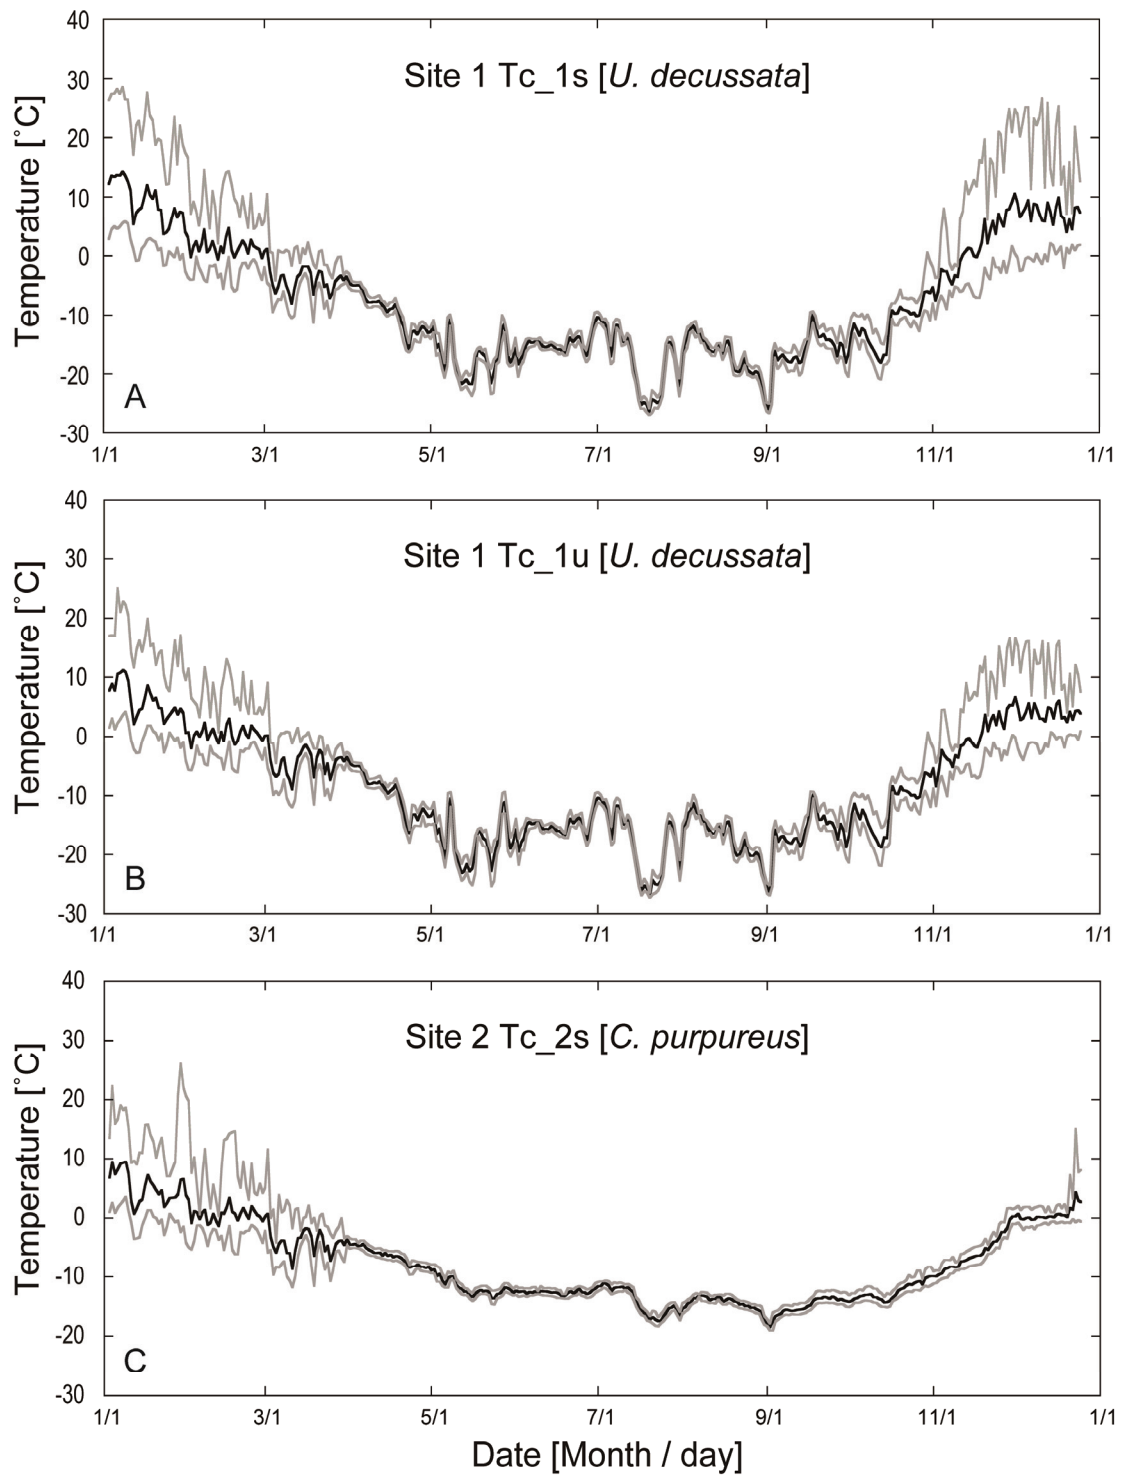 40
30
20
10
0
-10
-20
-30
Temperature [˚C]
Site 1 Tc_1s [U. decussata]
A
1/1 3/1 5/1 7/1 9/1 11/1 1/1
40
30
20
10
0
-10
-20
-30
Temperature [˚C]
Site 1 Tc_1u [U. decussata]
B
1/1 3/1 5/1 7/1 9/1 11/1 1/1
40
30
20
10
0
-10
-20
-30
Temperature [˚C]
Site 2 Tc_2s [C. purpureus]
C
1/1 3/1 5/1 7/1 9/1 11/1 1/1
Date [Month / day]